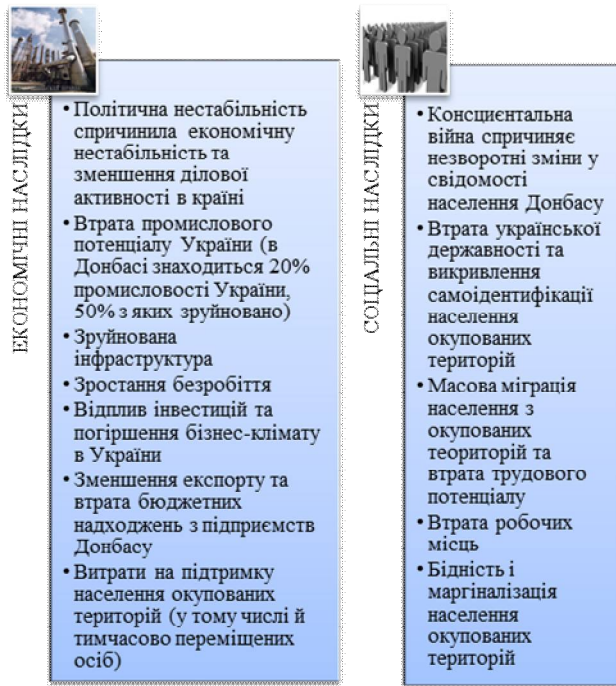 ЕКОНОМІЧНІ НАСЛІДКИ
• Політична нестабільність
спричинила економічну
нестабільність та
зменшення ділової
активності в країні
• Втрата промислового
потенціалу України (в
Донбасі знаходиться 20%
промисловості України,
50% з яких зруйновано)
• Зруйнована
інфраструктура
• Зростання безробіття
• Відплив інвестицій та
погіршення бізнес-клімату
в України
• Зменшення експорту та
втрата бюджетних
надходжень з підприємств
Донбасу
• Витрати на підтримку
населення окупованих
територій (у тому числі й
тимчасово переміщених
осіб)
СОЦІАЛЬНІ НАСЛІДКИ
• Консцієнтальна
війна спричиняє
незворотні зміни у
свідомості
населення Донбасу
• Втрата української
державності та
викривлення
самоідентифікації
населення
окупованих
територій
• Масова міграція
населення з
окупованих
теориторій та
втрата трудового
потенціалу
• Втрата робочих
місць
• Бідність і
маргіналізація
населення
окупованих
територій